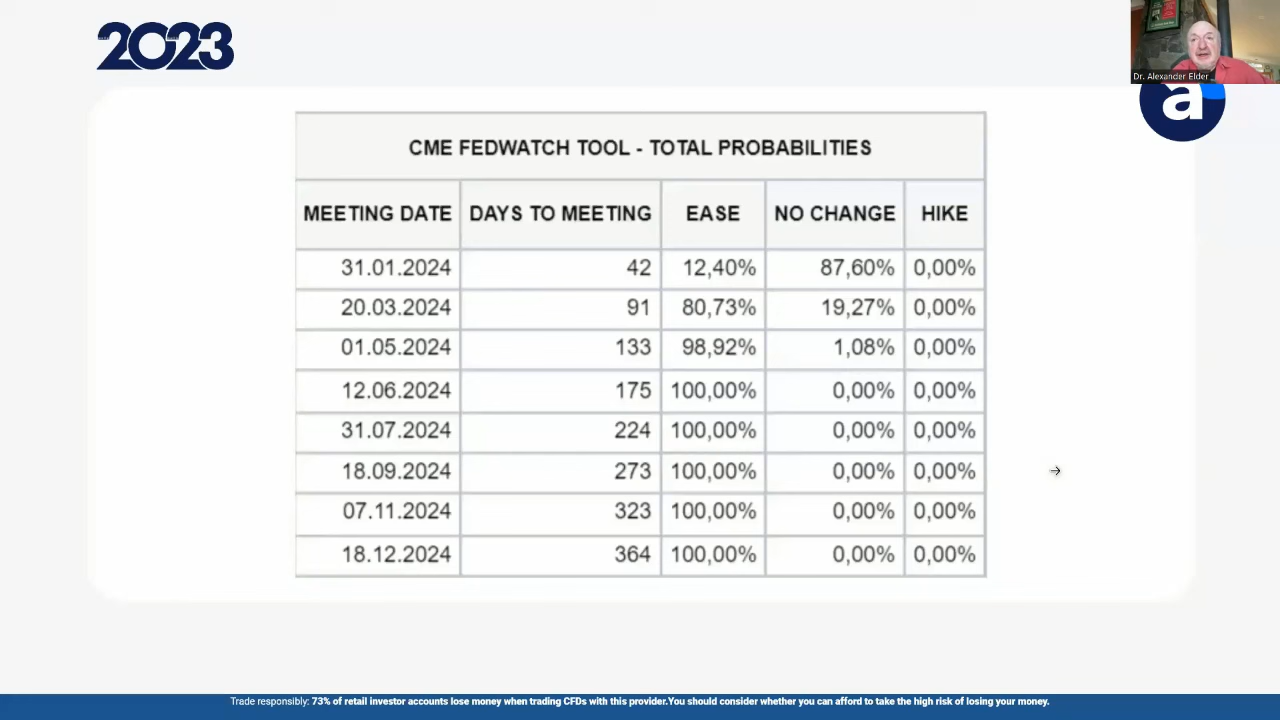 2023
Dr. Alexander Elder
a
CME FEDWATCH TOOL - TOTAL PROBABILITIES
MEETING DATE DAYS TO MEETING EASE NO CHANGE HIKE
31.01.2024 42 12,40% 87,60% 0,00%
20.03.2024 91 80,73% 19,27% 0,00%
01.05.2024 133 98,92% 1,08% 0,00%
12.06.2024 175 100,00% 0,00% 0,00%
31.07.2024 224 100,00% 0,00% 0,00%
18.09.2024 273 100,00% 0,00% 0,00%
07.11.2024 323 100,00% 0,00% 0,00%
18.12.2024 364 100,00% 0,00% 0,00%
Trade responsibly: 73% of retail investor accounts lose money when trading CFDs with this provider.You should consider whether you can afford to take the high risk of losing your money.